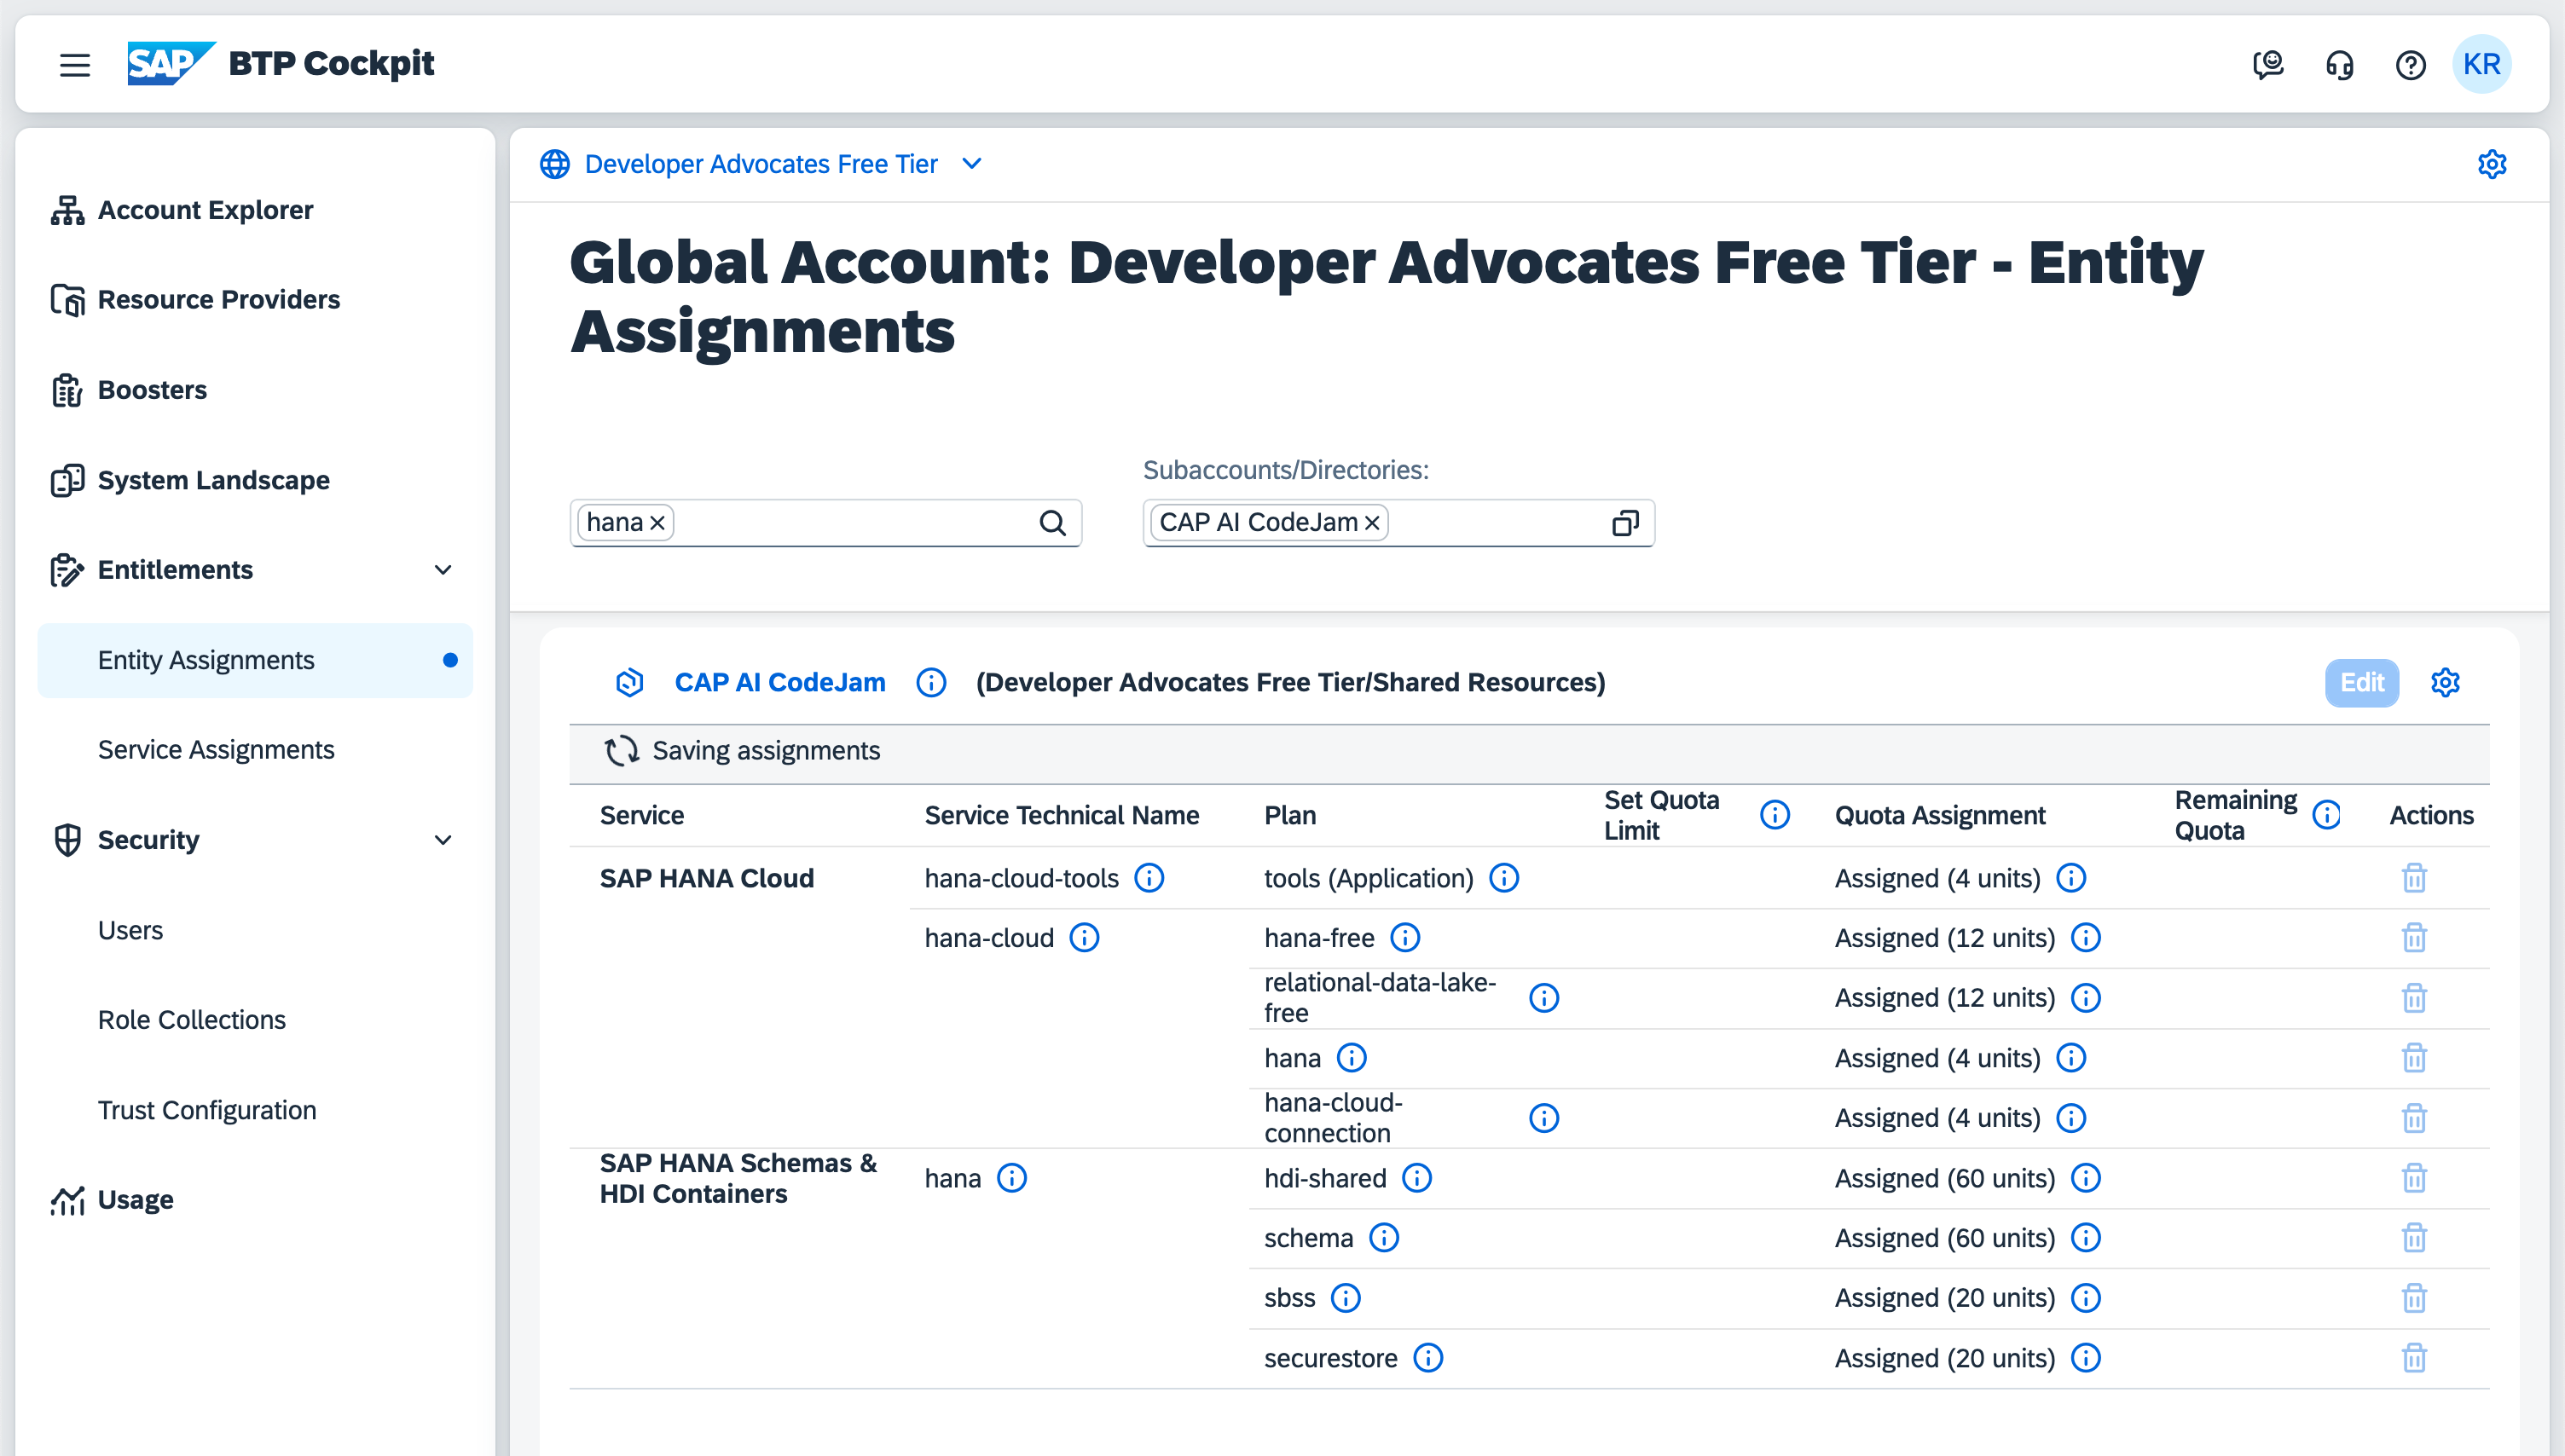 SAP BTP Cockpit
KR
Account Explorer
Resource Providers
Boosters
System Landscape
Entitlements
Entity Assignments
Service Assignments
Security
Users
Role Collections
Trust Configuration
Usage
Developer Advocates Free Tier
Global Account: Developer Advocates Free Tier - Entity
Assignments
Subaccounts/Directories:
hana
CAP AI CodeJam
CAP AI CodeJam (Developer Advocates Free Tier/Shared Resources) Edit
Saving assignments
Service Service Technical Name Plan Set Quota Limit Quota Assignment Remaining Quota Actions
SAP HANA Cloud hana-cloud-tools tools (Application) Assigned (4 units)
hana-cloud hana-free Assigned (12 units)
relational-data-lake-
free Assigned (12 units)
hana Assigned (4 units)
hana-cloud-
connection Assigned (4 units)
SAP HANA Schemas &
HDI Containers hana hdi-shared Assigned (60 units)
schema Assigned (60 units)
sbss Assigned (20 units)
securestore Assigned (20 units)